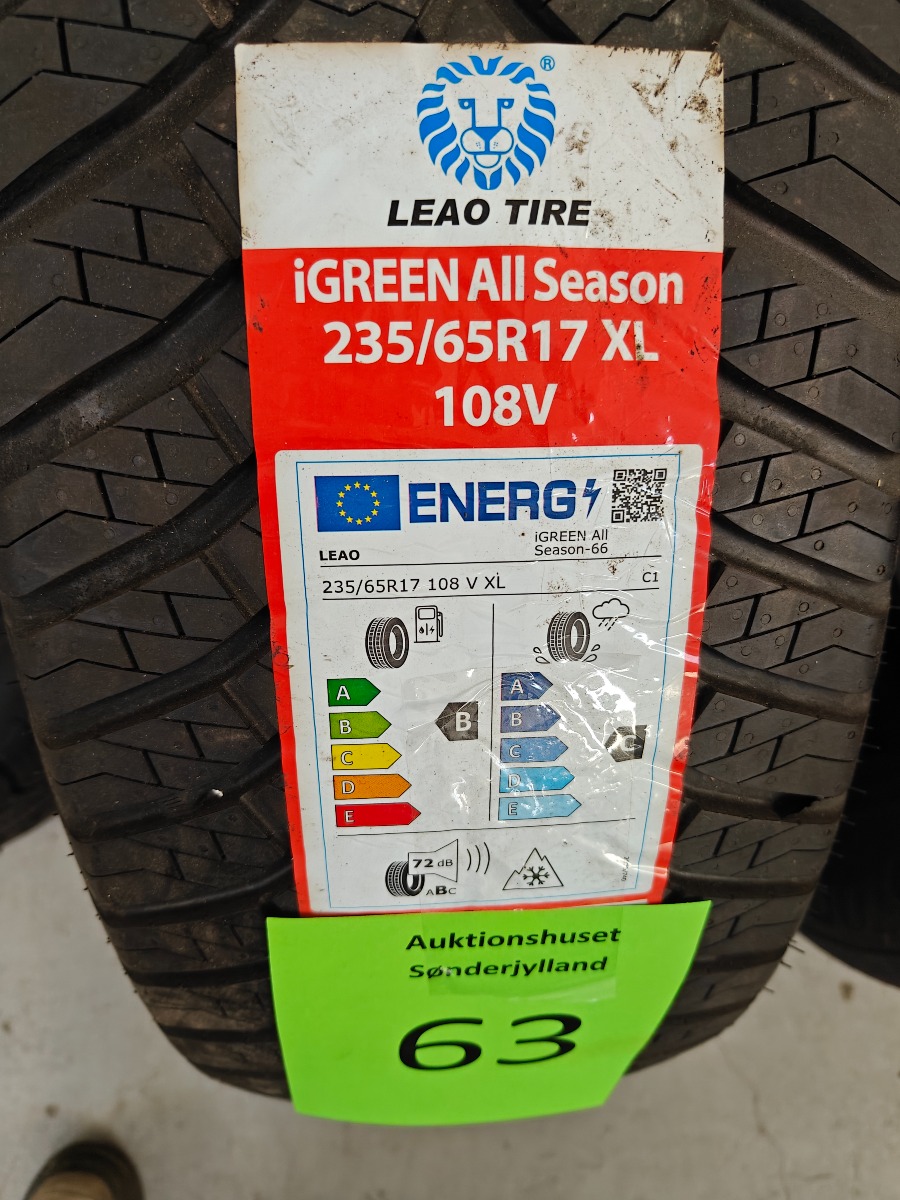 ®
LEAO TIRE
iGREEN All Season
235/65R17 XL
108V
ENERG
LEAO
iGREEN All
Season-66
235/65R17 108 V XL
C1
A
B
C
D
E
B
A
B
C
D
E
C
72 dB
ABC
Auktionshuset
Sønderjylland
63